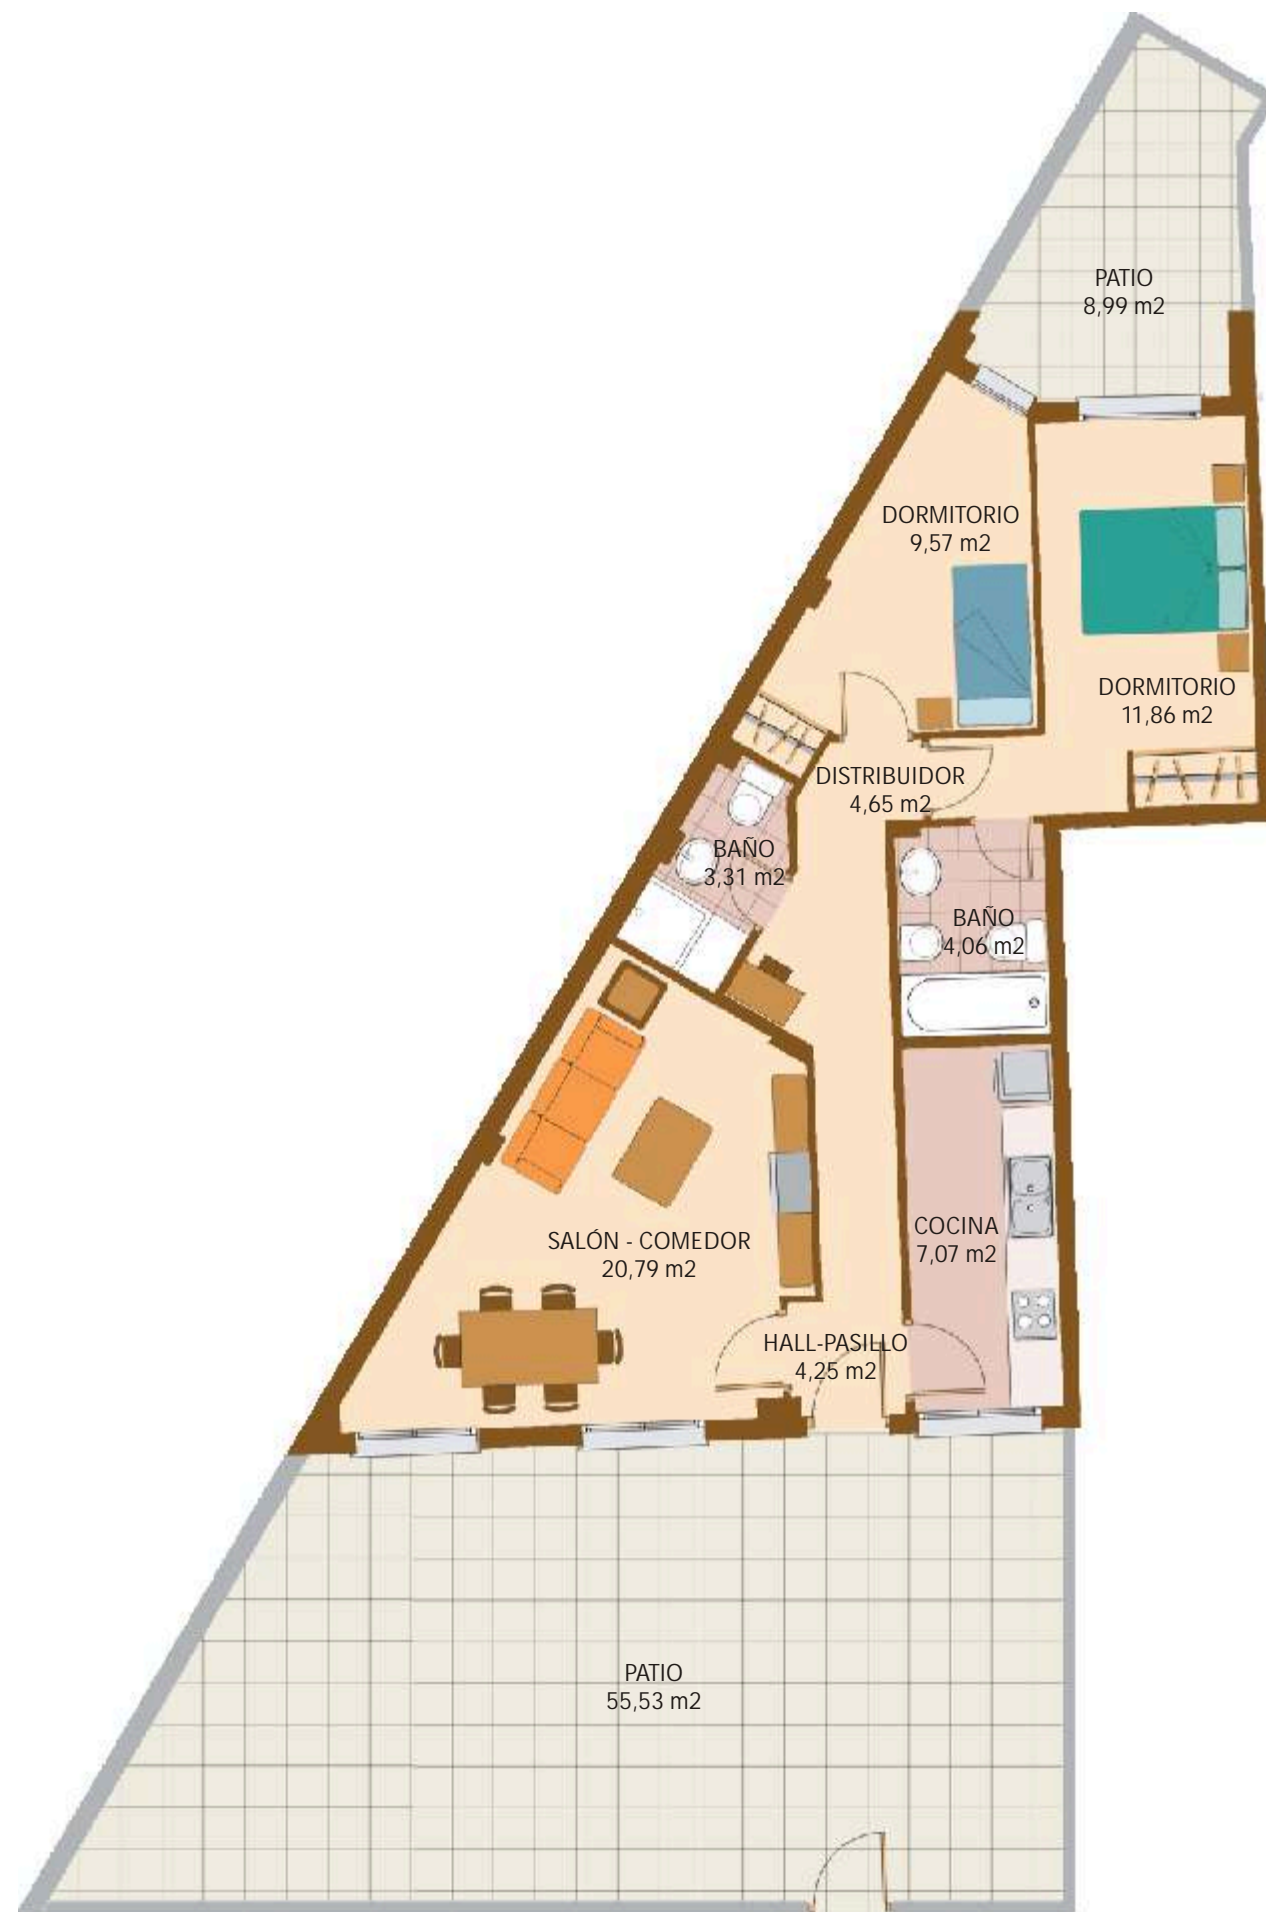 PATIO
8,99 m2
DORMITORIO
9,57 m2
DORMITORIO
11,86 m2
DISTRIBUIDOR
4,65 m2
BAÑO
3,31 m2
BAÑO
4,06 m2
COCINA
7,07 m2
SALÓN - COMEDOR
20,79 m2
HALL-PASILLO
4,25 m2
PATIO
55,53 m2